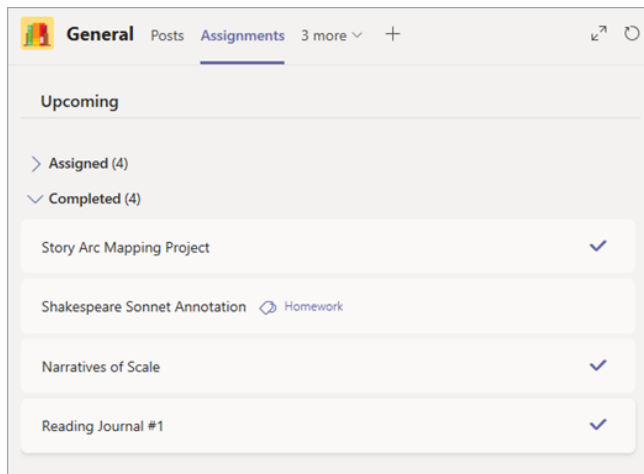 General Posts Assignments 3 more
Upcoming
Assigned (4)
Completed (4)
Story Arc Mapping Project
Shakespeare Sonnet Annotation Homework
Narratives of Scale
Reading Journal #1